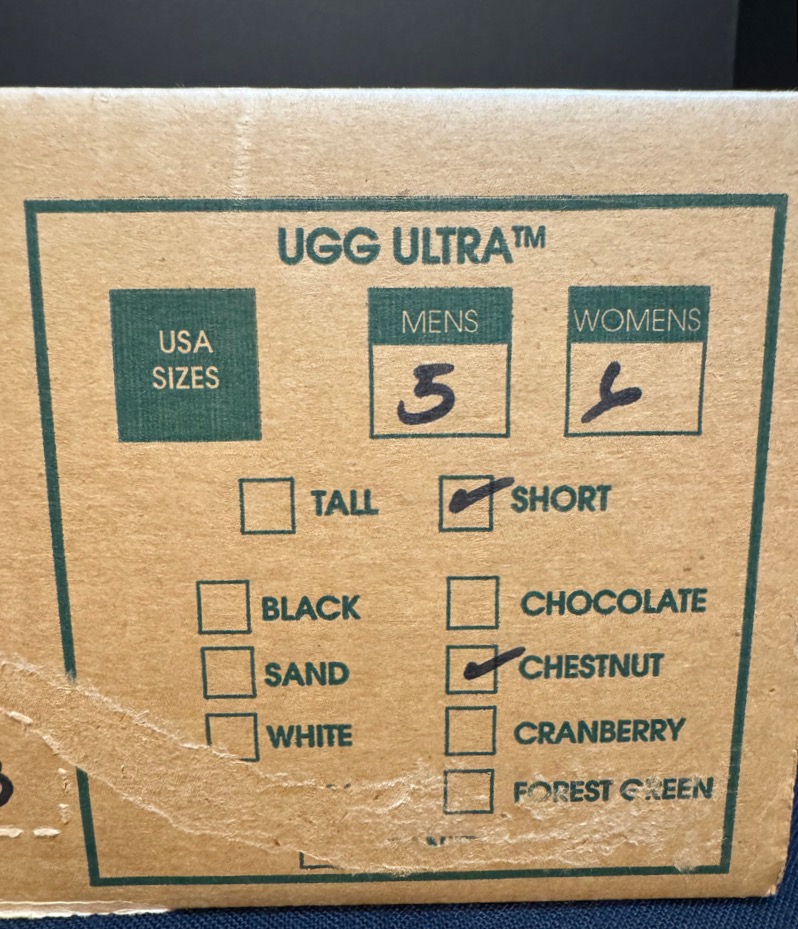 UGG ULTRA™
USA SIZES
MENS
WOMENS
5
6
TALL
SHORT
BLACK
CHOCOLATE
SAND
CHESTNUT
WHITE
CRANBERRY
FOREST GREEN